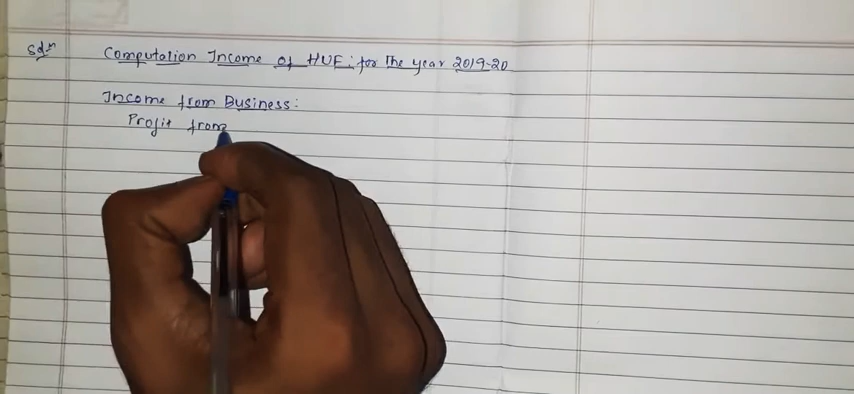 Sdⁿ
Computation Income of HUF: for The year 2019-20
Income from Business:
Profit from